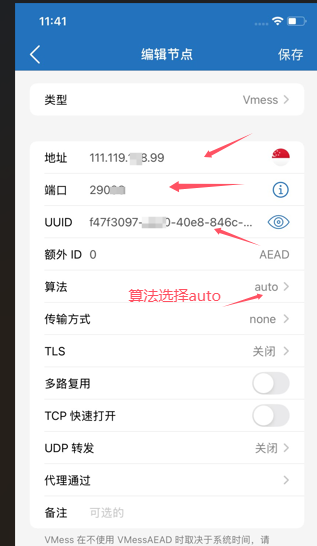 11:41
编辑节点 保存
类型 Vmess
地址 111.119. 8.99
端口 290
UUID f47f3097- 0-40e8-846c-...
额外 ID 0 AEAD
算法 auto
算法选择auto
传输方式 none
TLS 关闭
多路复用
TCP 快速打开
UDP 转发 关闭
代理通过
备注 可选的
VMess 在不使用 VMessAEAD 时取决于系统时间，请